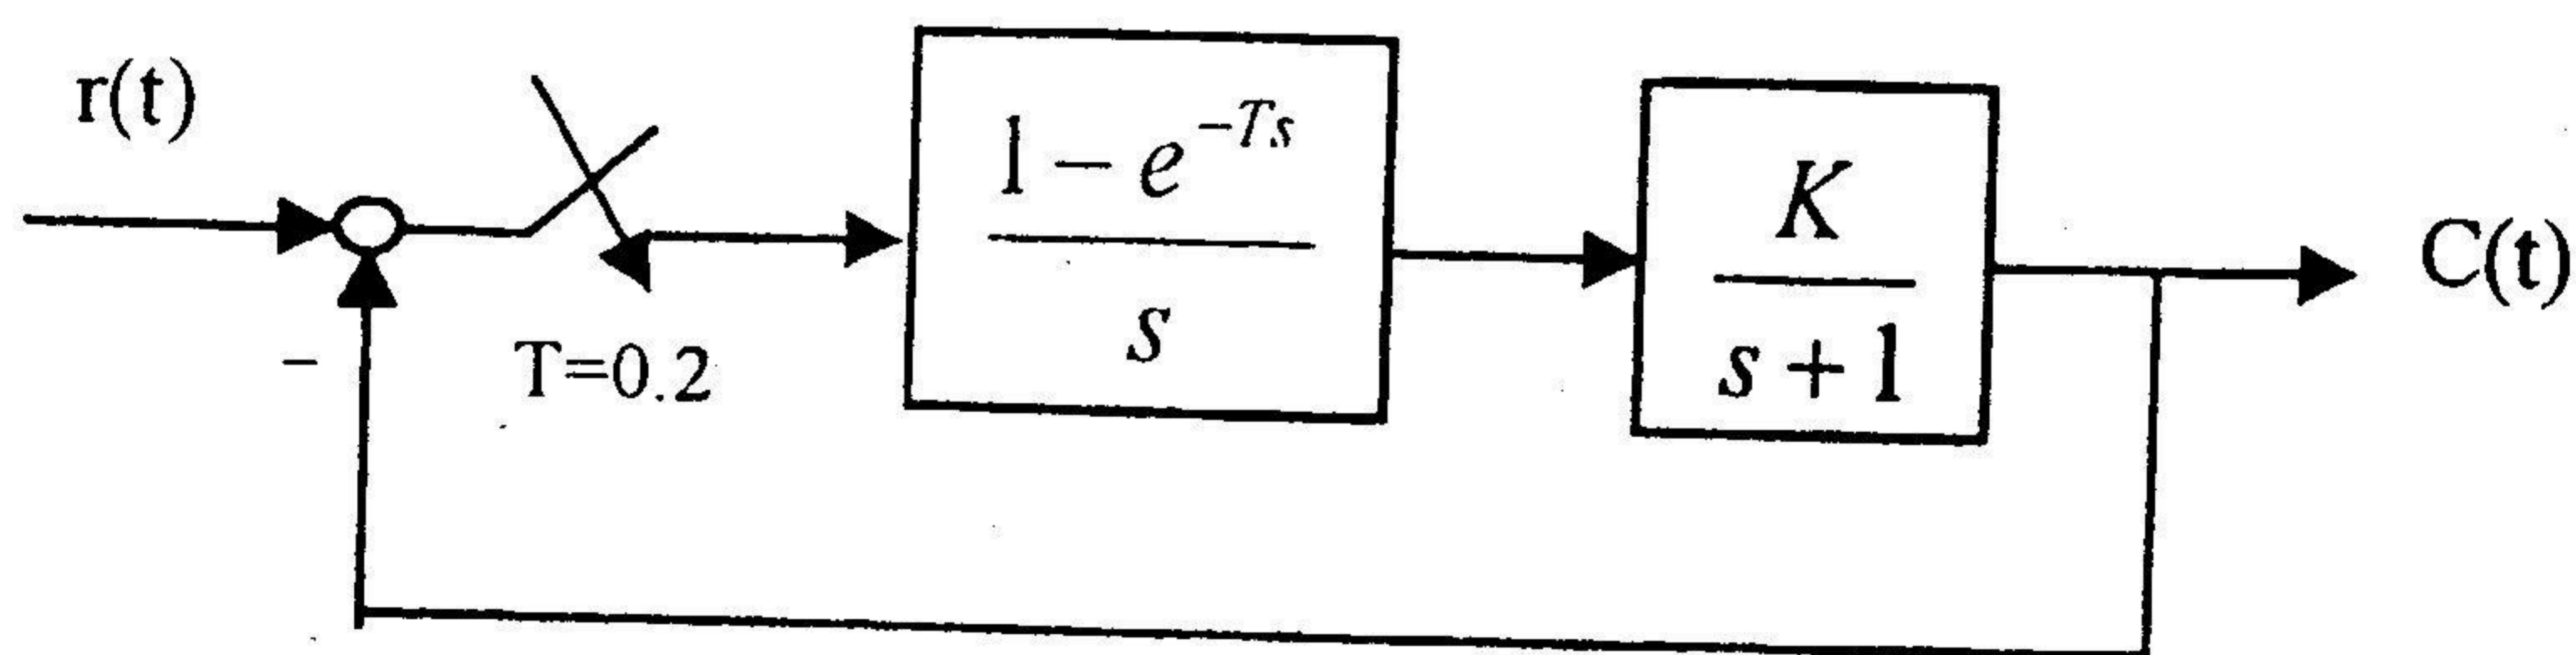 r(t)
T=0.2
–
1 – e^{–Ts}
s
K
s + 1
C(t)